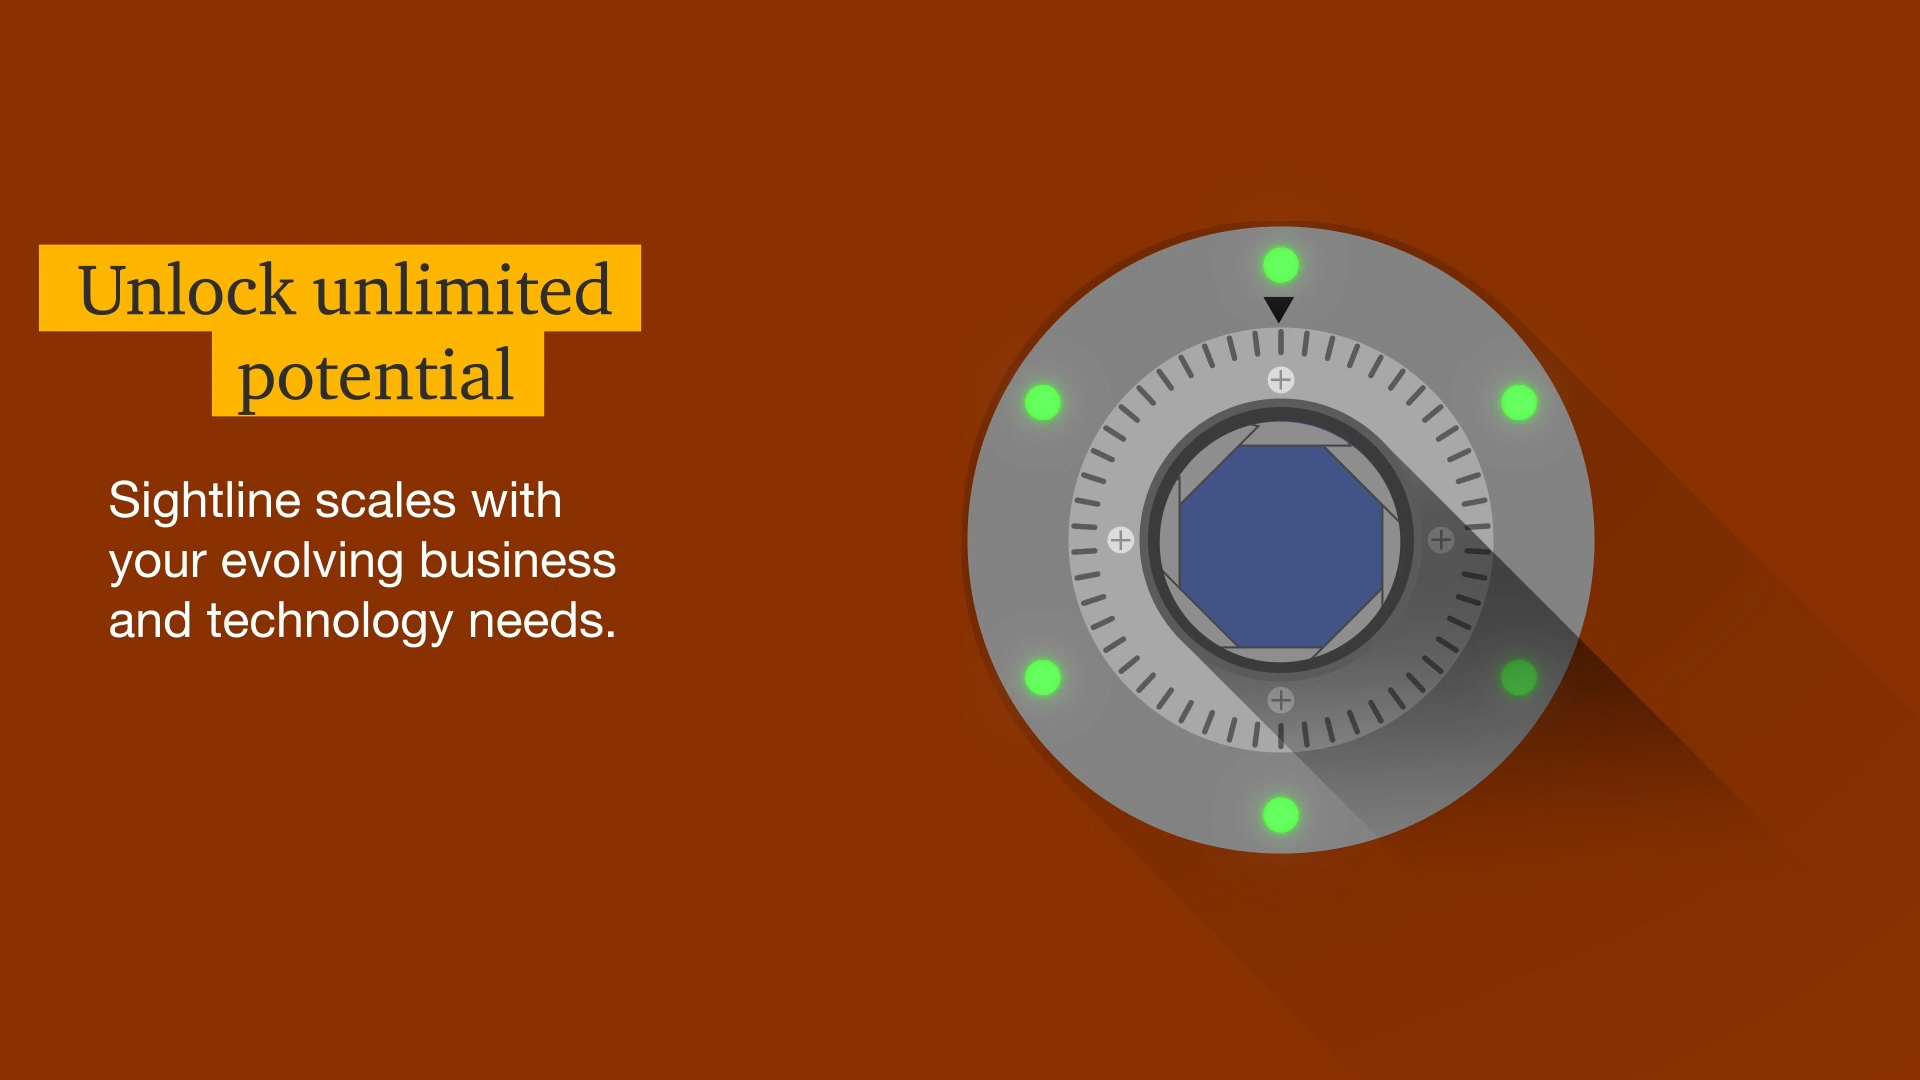 Unlock unlimited
potential
Sightline scales with
your evolving business
and technology needs.